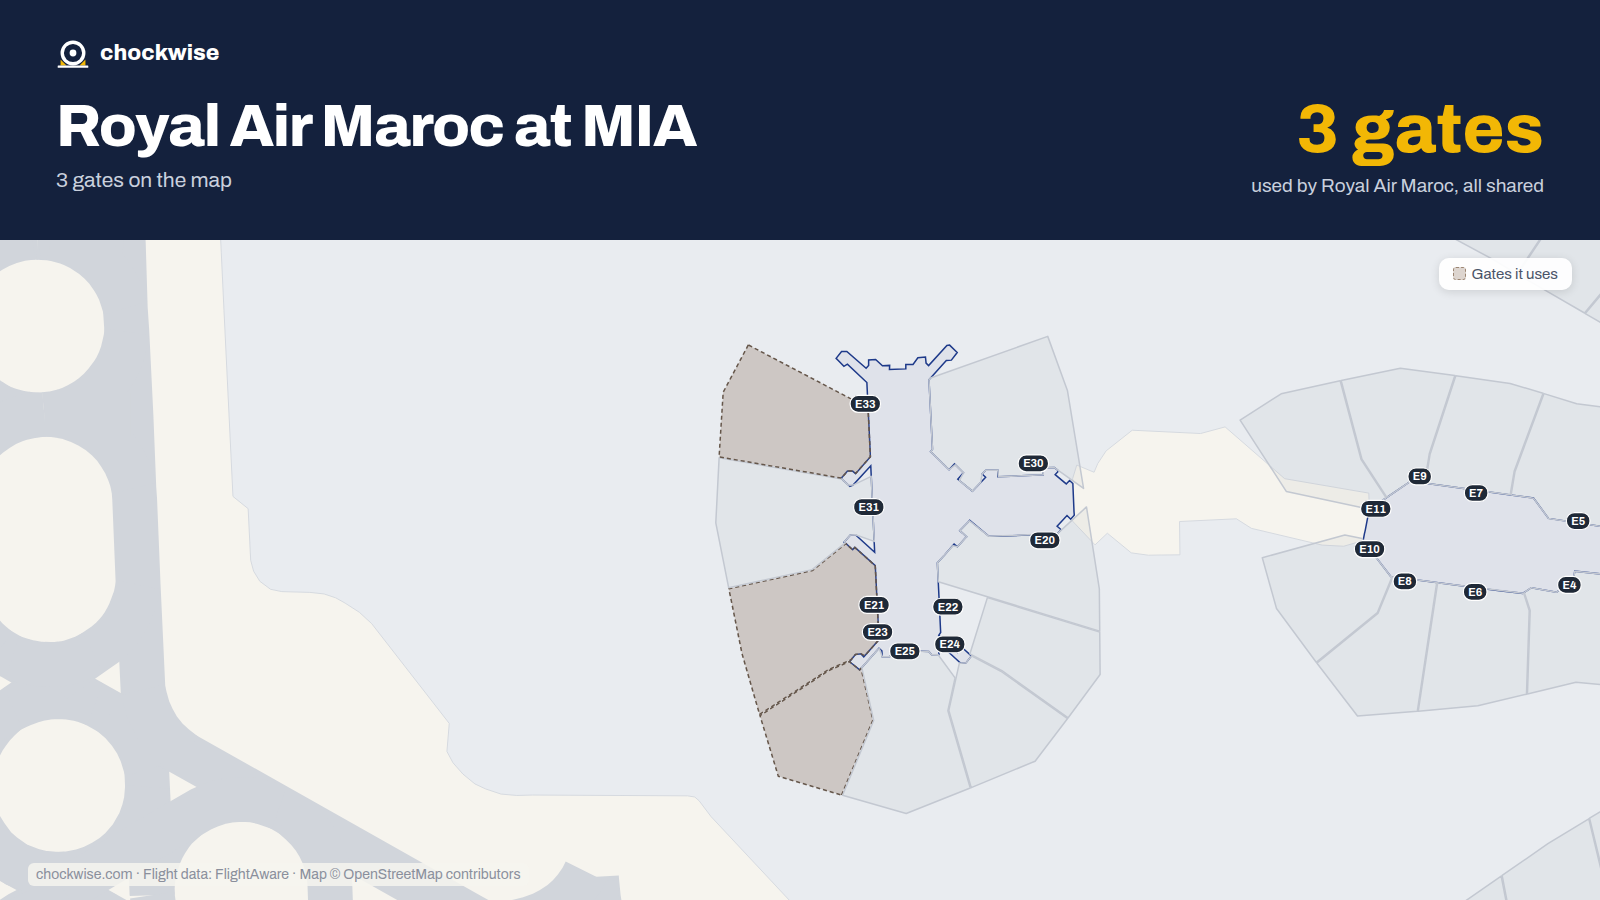 chockwise
Royal Air Maroc at MIA
3 gates on the map
3 gates
used by Royal Air Maroc, all shared
Gates it uses
E33
E30
E31
E20
E21
E22
E23
E24
E25
E9
E7
E11
E5
E10
E8
E6
E4
chockwise.com · Flight data: FlightAware · Map © OpenStreetMap contributors